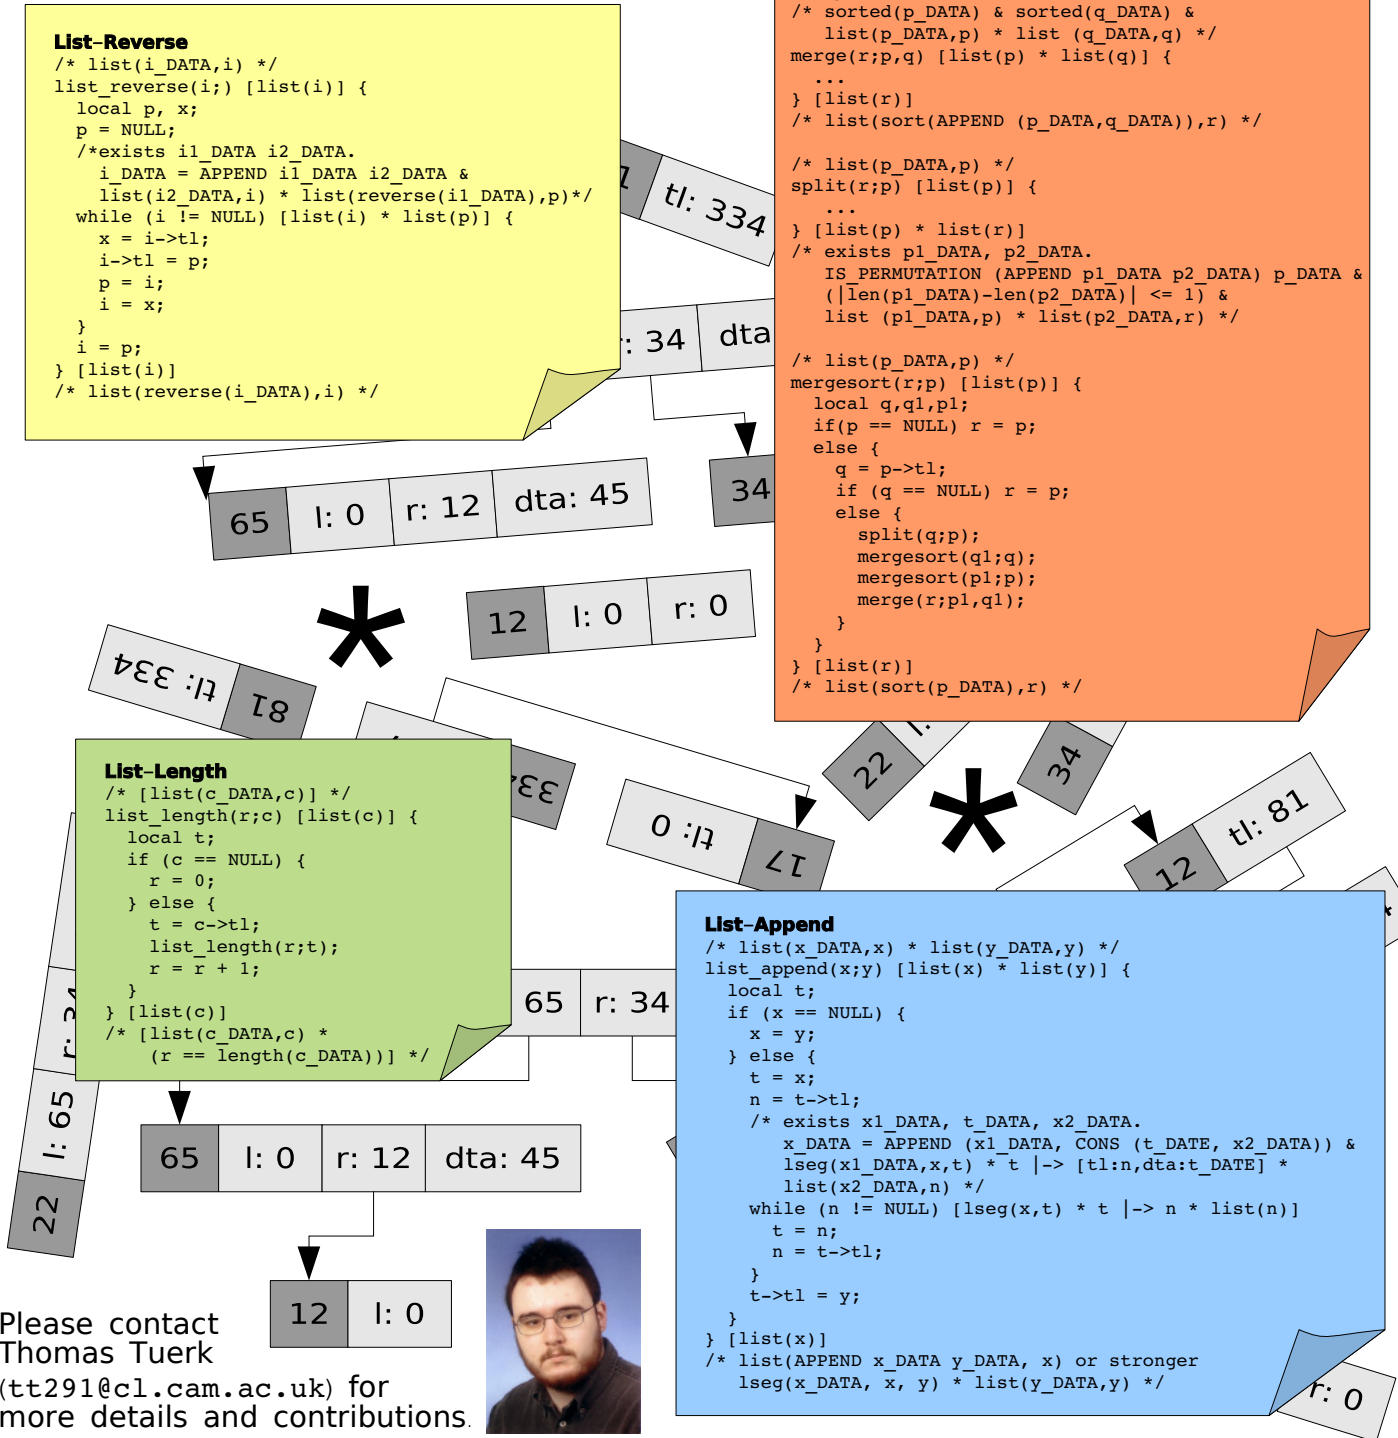 List–Reverse
/* list(i_DATA,i) */
list_reverse(i;) [list(i)] {
  local p, x;
  p = NULL;
  /*exists i1_DATA i2_DATA.
    i_DATA = APPEND i1_DATA i2_DATA &
    list(i2_DATA,i) * list(reverse(i1_DATA),p)*/
  while (i != NULL) [list(i) * list(p)] {
    x = i->tl;
    i->tl = p;
    p = i;
    i = x;
  }
  i = p;
} [list(i)]
/* list(reverse(i_DATA),i) */
/* sorted(p_DATA) & sorted(q_DATA) &
   list(p_DATA,p) * list (q_DATA,q) */
merge(r;p,q) [list(p) * list(q)] {
  ...
} [list(r)]
/* list(sort(APPEND (p_DATA,q_DATA)),r) */
/* list(p_DATA,p) */
split(r;p) [list(p)] {
   ...
} [list(p) * list(r)]
/* exists p1_DATA, p2_DATA.
   IS_PERMUTATION (APPEND p1_DATA p2_DATA) p_DATA &
   (|len(p1_DATA)-len(p2_DATA)| <= 1) &
   list (p1_DATA,p) * list(p2_DATA,r) */
/* list(p_DATA,p) */
mergesort(r;p) [list(p)] {
  local q,q1,p1;
  if(p == NULL) r = p;
  else {
    q = p->tl;
    if (q == NULL) r = p;
    else {
      split(q;p);
      mergesort(q1;q);
      mergesort(p1;p);
      merge(r;p1,q1);
    }
  }
} [list(r)]
/* list(sort(p_DATA),r) */
tl: 334
: 34 dta
65 l: 0 r: 12 dta: 45
34
*
12 l: 0 r: 0
81 tl: 334
17 tl: 0
22 l:
34
*
12 tl: 81
List–Length
/* [list(c_DATA,c)] */
list_length(r;c) [list(c)] {
  local t;
  if (c == NULL) {
    r = 0;
  } else {
    t = c->tl;
    list_length(r;t);
    r = r + 1;
  }
} [list(c)]
/* [list(c_DATA,c) *
    (r == length(c_DATA))] */
65 r: 34
22 l: 65 r:
65 l: 0 r: 12 dta: 45
12 l: 0
List–Append
/* list(x_DATA,x) * list(y_DATA,y) */
list_append(x;y) [list(x) * list(y)] {
  local t;
  if (x == NULL) {
    x = y;
  } else {
    t = x;
    n = t->tl;
    /* exists x1_DATA, t_DATA, x2_DATA.
       x_DATA = APPEND (x1_DATA, CONS (t_DATE, x2_DATA)) &
       lseg(x1_DATA,x,t) * t |-> [tl:n,dta:t_DATE] *
       list(x2_DATA,n) */
    while (n != NULL) [lseg(x,t) * t |-> n * list(n)]
      t = n;
      n = t->tl;
    }
    t->tl = y;
  }
} [list(x)]
/* list(APPEND x_DATA y_DATA, x) or stronger
   lseg(x_DATA, x, y) * list(y_DATA,y) */
r: 0
Please contact
Thomas Tuerk
(tt291@cl.cam.ac.uk) for
more details and contributions.